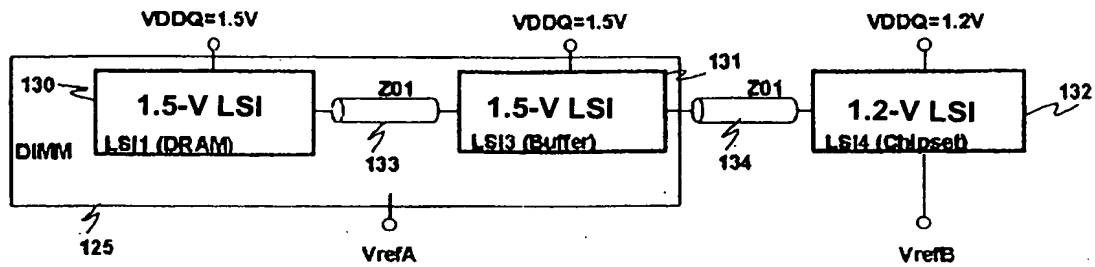 VDDQ=1.5V VDDQ=1.5V VDDQ=1.2V
130 131 132
Z01 Z01
1.5-V LSI 1.5-V LSI 1.2-V LSI
LSI1 (DRAM) LSI3 (Buffer) LSI4 (Chipset)
DIMM
133 134
125
VrefA VrefB